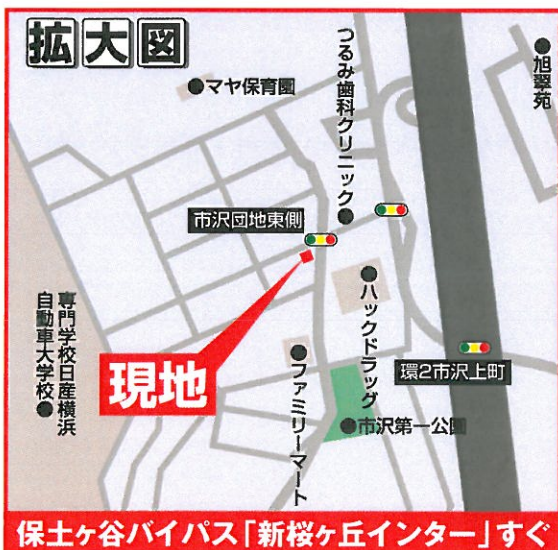 拡大図
マヤ保育園
つるみ歯科クリニック
旭翠苑
市沢団地東側
ハックドラッグ
専門学校日産横浜
自動車大学校
現地
ファミリーマート
環2市沢上町
市沢第一公園
保土ヶ谷バイパス「新桜ヶ丘インター」すぐ